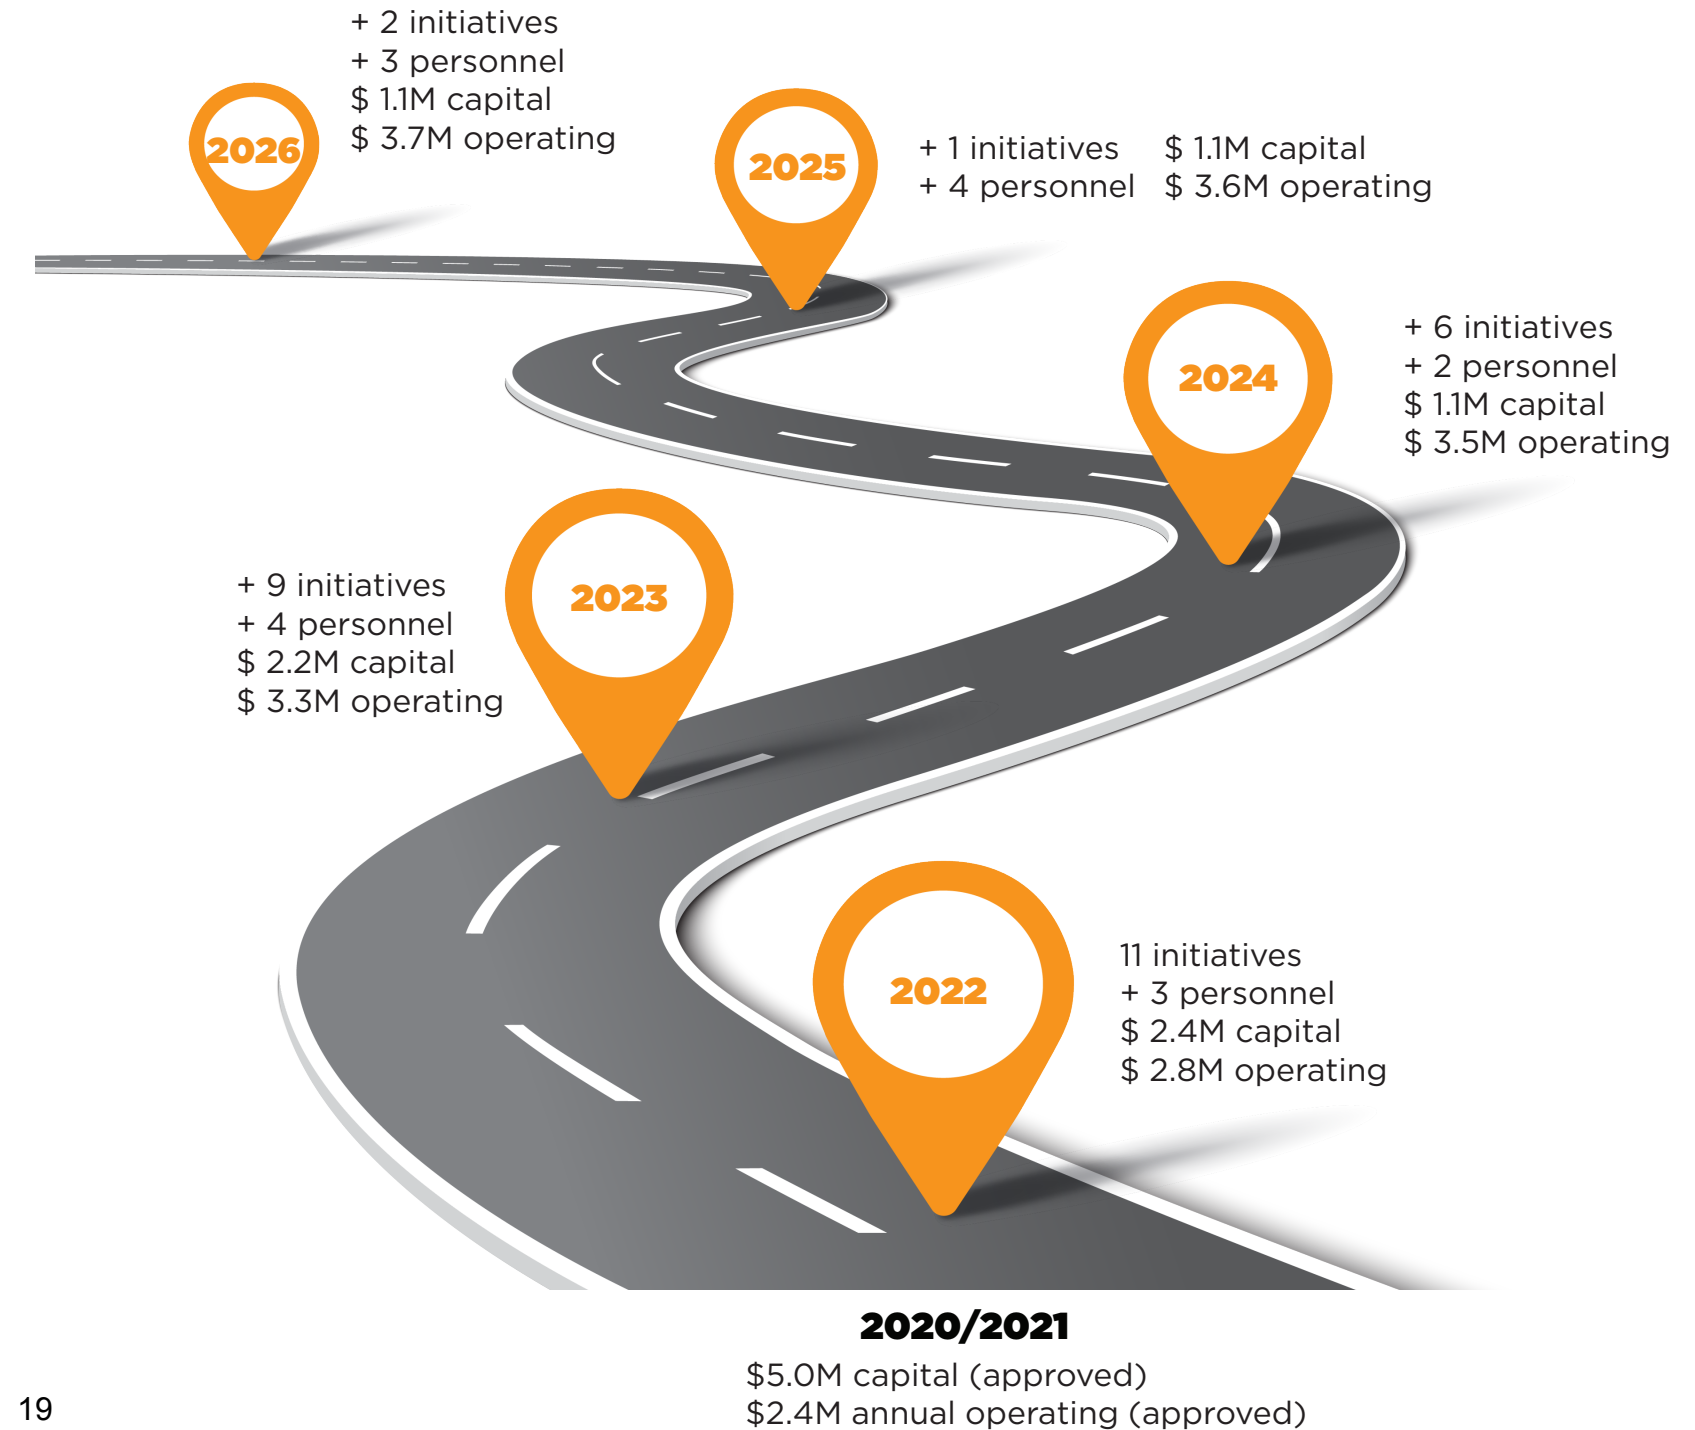 + 2 initiatives
+ 3 personnel
$ 1.1M capital
$ 3.7M operating
2026
2025
+ 1 initiatives $ 1.1M capital
+ 4 personnel $ 3.6M operating
2024
+ 6 initiatives
+ 2 personnel
$ 1.1M capital
$ 3.5M operating
+ 9 initiatives
+ 4 personnel
$ 2.2M capital
$ 3.3M operating
2023
2022
11 initiatives
+ 3 personnel
$ 2.4M capital
$ 2.8M operating
2020/2021
$5.0M capital (approved)
$2.4M annual operating (approved)
19